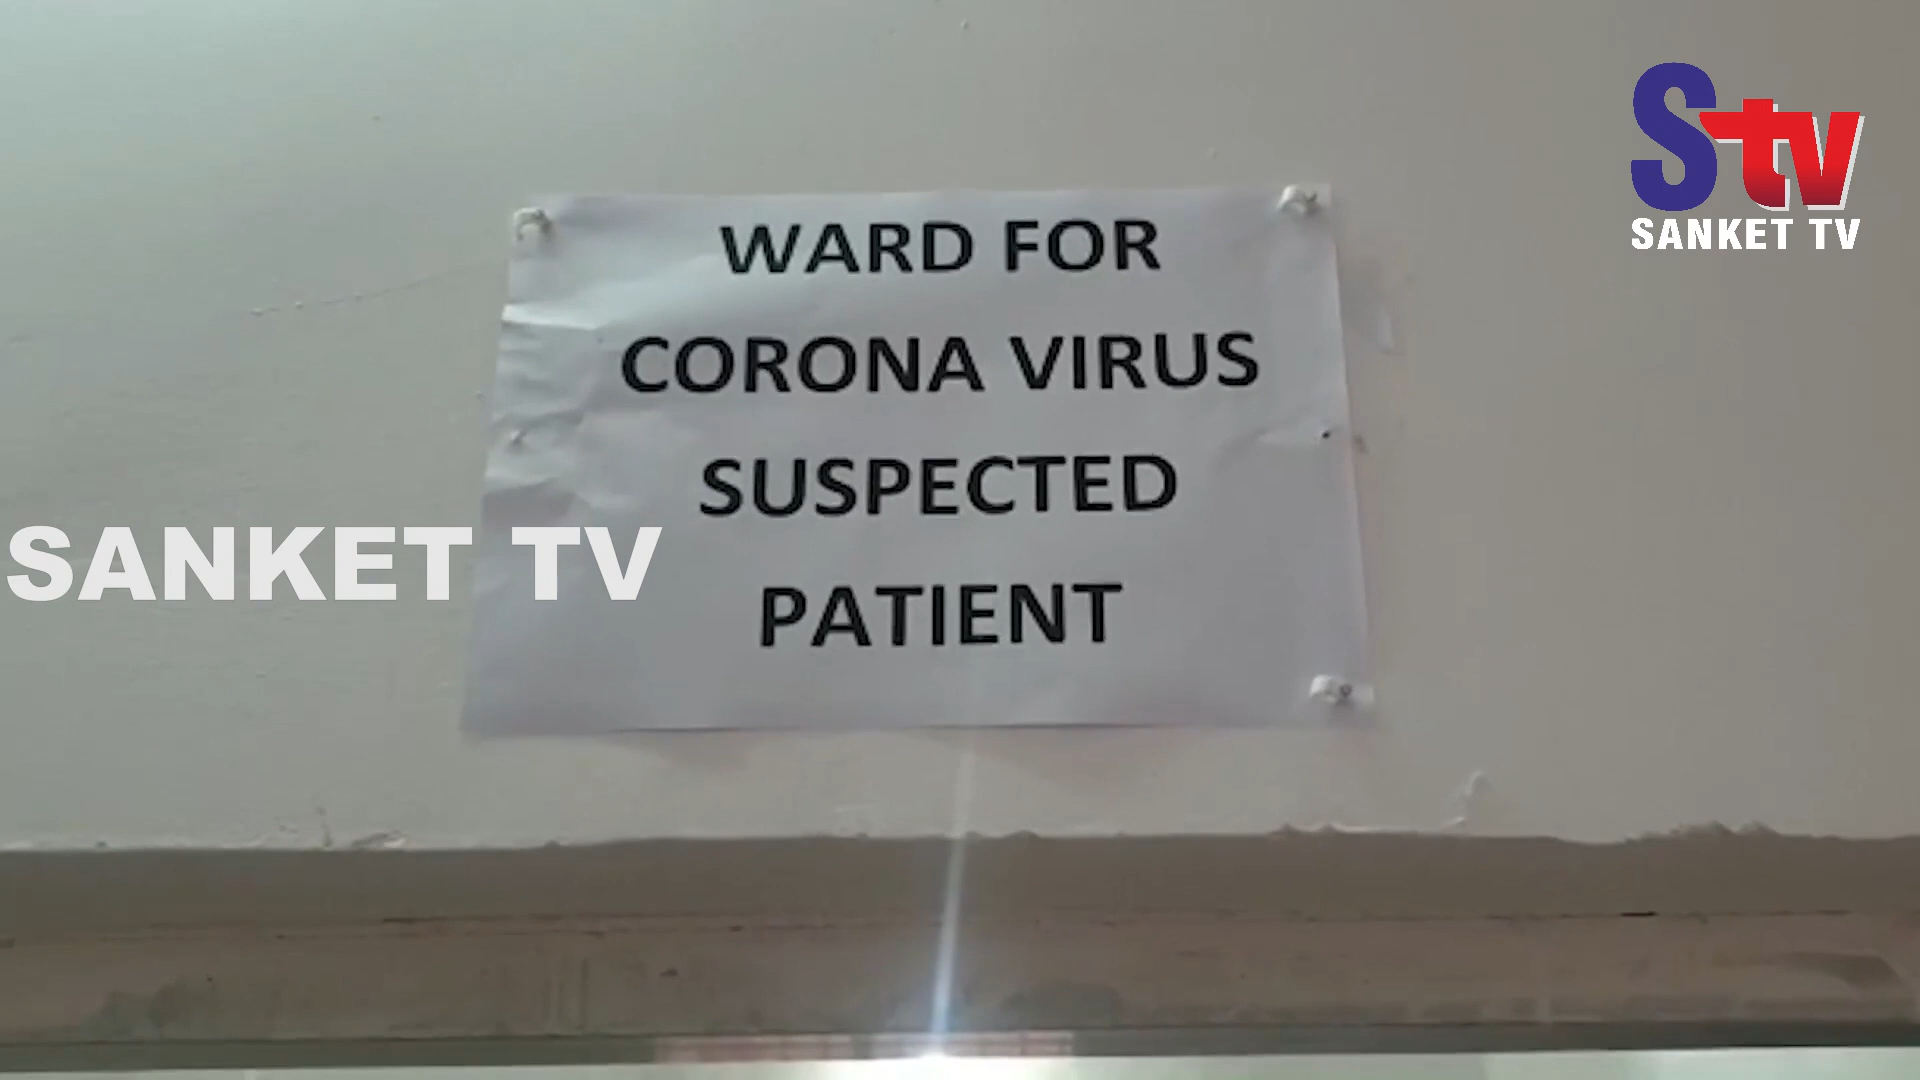 STV
SANKET TV
WARD FOR
CORONA VIRUS
SUSPECTED
PATIENT
SANKET TV